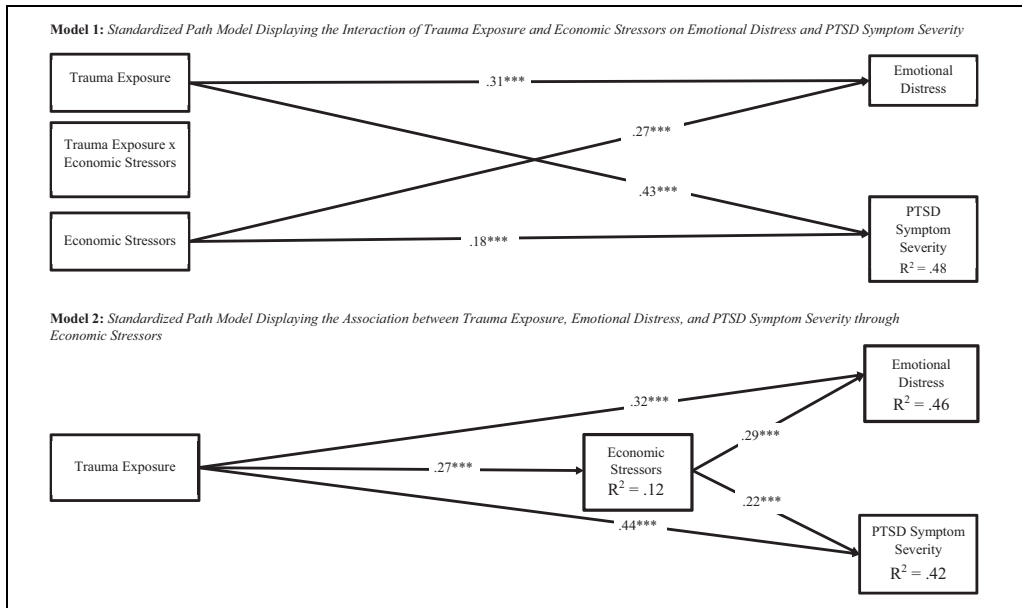 Model 1: Standardized Path Model Displaying the Interaction of Trauma Exposure and Economic Stressors on Emotional Distress and PTSD Symptom Severity
Trauma Exposure
.31***
Emotional
Distress
Trauma Exposure x
Economic Stressors
.27***
.43***
Economic Stressors
.18***
PTSD
Symptom
Severity
R² = .48
Model 2: Standardized Path Model Displaying the Association between Trauma Exposure, Emotional Distress, and PTSD Symptom Severity through
Economic Stressors
Emotional
Distress
R² = .46
.32***
.29***
Trauma Exposure
.27***
Economic
Stressors
R² = .12
.22***
.44***
PTSD Symptom
Severity
R² = .42